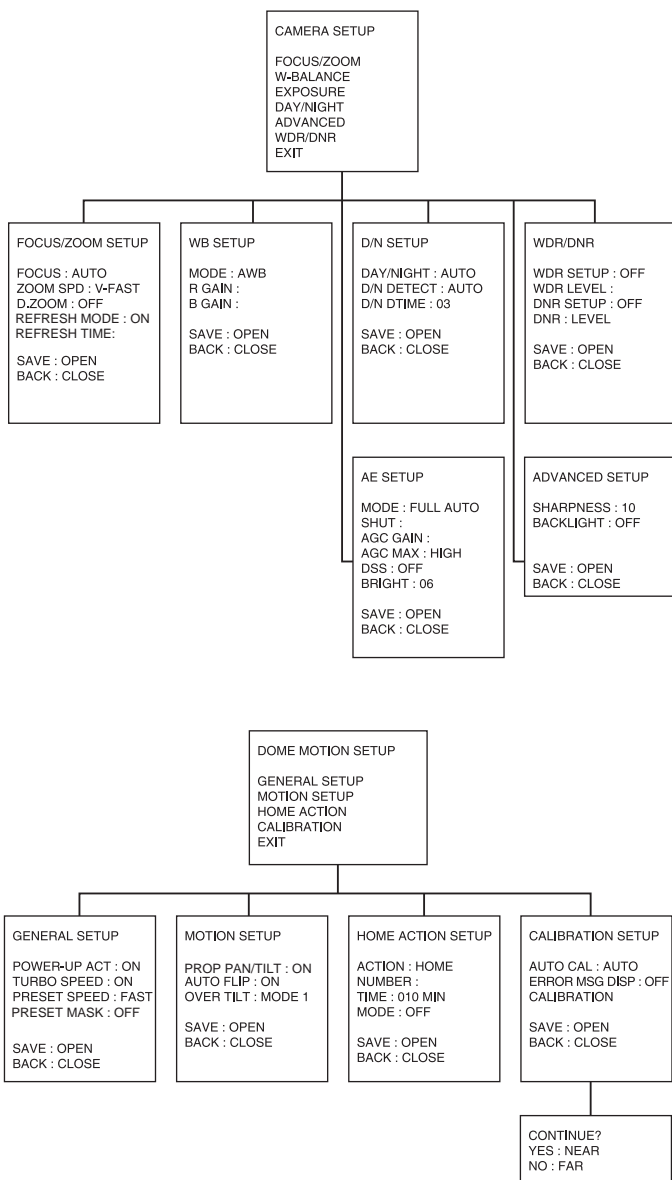 CAMERA SETUP
FOCUS/ZOOM
W-BALANCE
EXPOSURE
DAY/NIGHT
ADVANCED
WDR/DNR
EXIT
FOCUS/ZOOM SETUP
FOCUS : AUTO
ZOOM SPD : V-FAST
D.ZOOM : OFF
REFRESH MODE : ON
REFRESH TIME:
SAVE : OPEN
BACK : CLOSE
WB SETUP
MODE : AWB
R GAIN :
B GAIN :
SAVE : OPEN
BACK : CLOSE
D/N SETUP
DAY/NIGHT : AUTO
D/N DETECT : AUTO
D/N DTIME : 03
SAVE : OPEN
BACK : CLOSE
WDR/DNR
WDR SETUP : OFF
WDR LEVEL :
DNR SETUP : OFF
DNR : LEVEL
SAVE : OPEN
BACK : CLOSE
AE SETUP
MODE : FULL AUTO
SHUT :
AGC GAIN :
AGC MAX : HIGH
DSS : OFF
BRIGHT : 06
SAVE : OPEN
BACK : CLOSE
ADVANCED SETUP
SHARPNESS : 10
BACKLIGHT : OFF
SAVE : OPEN
BACK : CLOSE
DOME MOTION SETUP
GENERAL SETUP
MOTION SETUP
HOME ACTION
CALIBRATION
EXIT
GENERAL SETUP
POWER-UP ACT : ON
TURBO SPEED : ON
PRESET SPEED : FAST
PRESET MASK : OFF
SAVE : OPEN
BACK : CLOSE
MOTION SETUP
PROP PAN/TILT : ON
AUTO FLIP : ON
OVER TILT : MODE 1
SAVE : OPEN
BACK : CLOSE
HOME ACTION SETUP
ACTION : HOME
NUMBER :
TIME : 010 MIN
MODE : OFF
SAVE : OPEN
BACK : CLOSE
CALIBRATION SETUP
AUTO CAL : AUTO
ERROR MSG DISP : OFF
CALIBRATION
SAVE : OPEN
BACK : CLOSE
CONTINUE?
YES : NEAR
NO : FAR